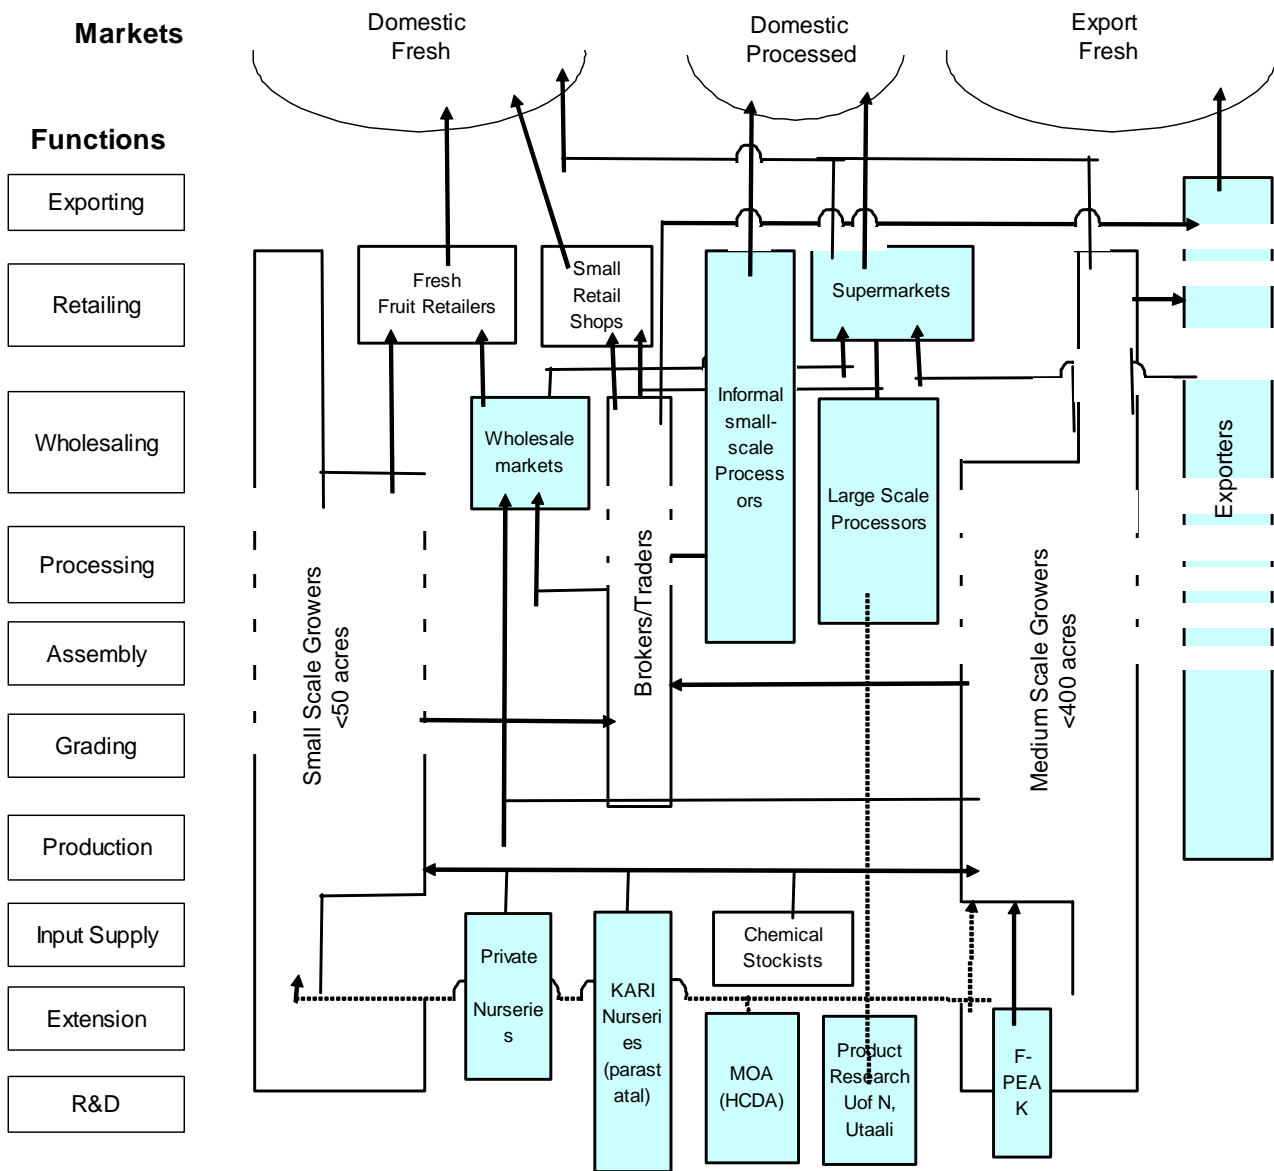 Markets
Domestic
Fresh
Domestic
Processed
Export
Fresh
Functions
Exporting
Retailing
Wholesaling
Processing
Assembly
Grading
Production
Input Supply
Extension
R&D
Fresh
Fruit Retailers
Small
Retail
Shops
Supermarkets
Wholesale
markets
Informal
small-
scale
Process
ors
Large Scale
Processors
Exporters
Small Scale Growers
<50 acres
Brokers/Traders
Medium Scale Growers
<400 acres
Private
Nurserie
s
KARI
Nurseri
es
(parast
atal)
Chemical
Stockists
MOA
(HCDA)
Product
Research
Uof N,
Utaali
F-
PEA
K